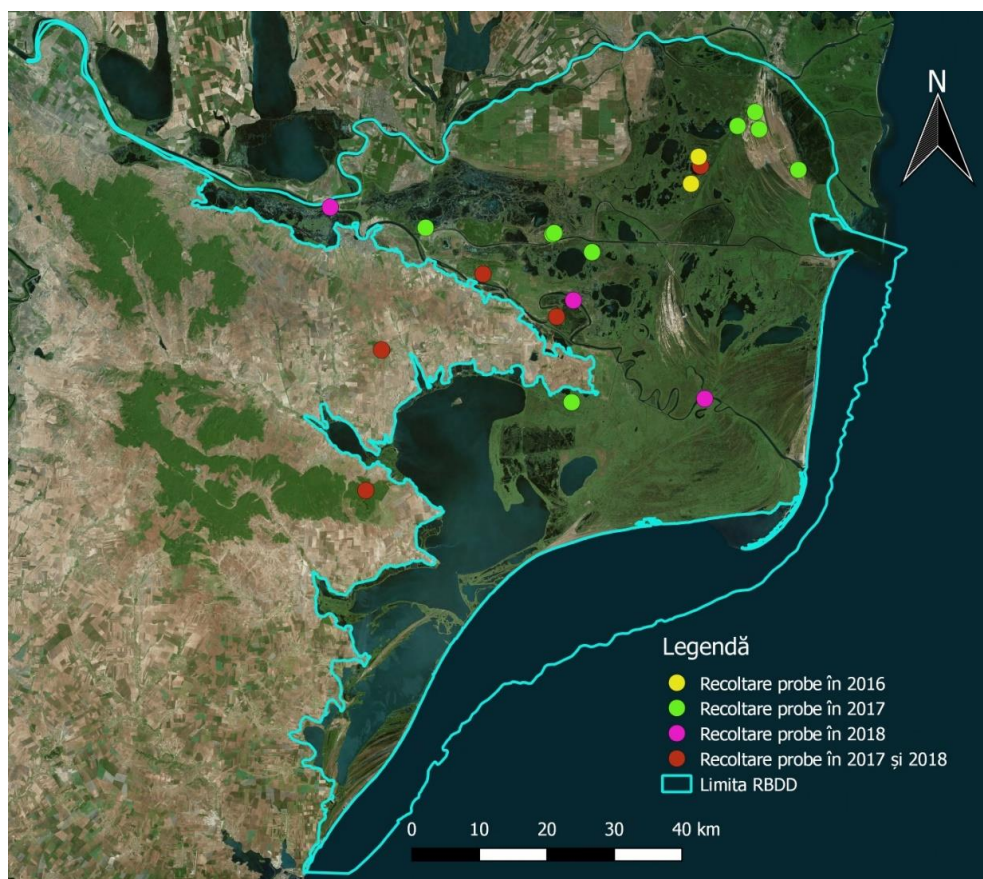 N
Legendă
Recoltare probe în 2016
Recoltare probe în 2017
Recoltare probe în 2018
Recoltare probe în 2017 și 2018
Limita RBDD
0 10 20 30 40 km